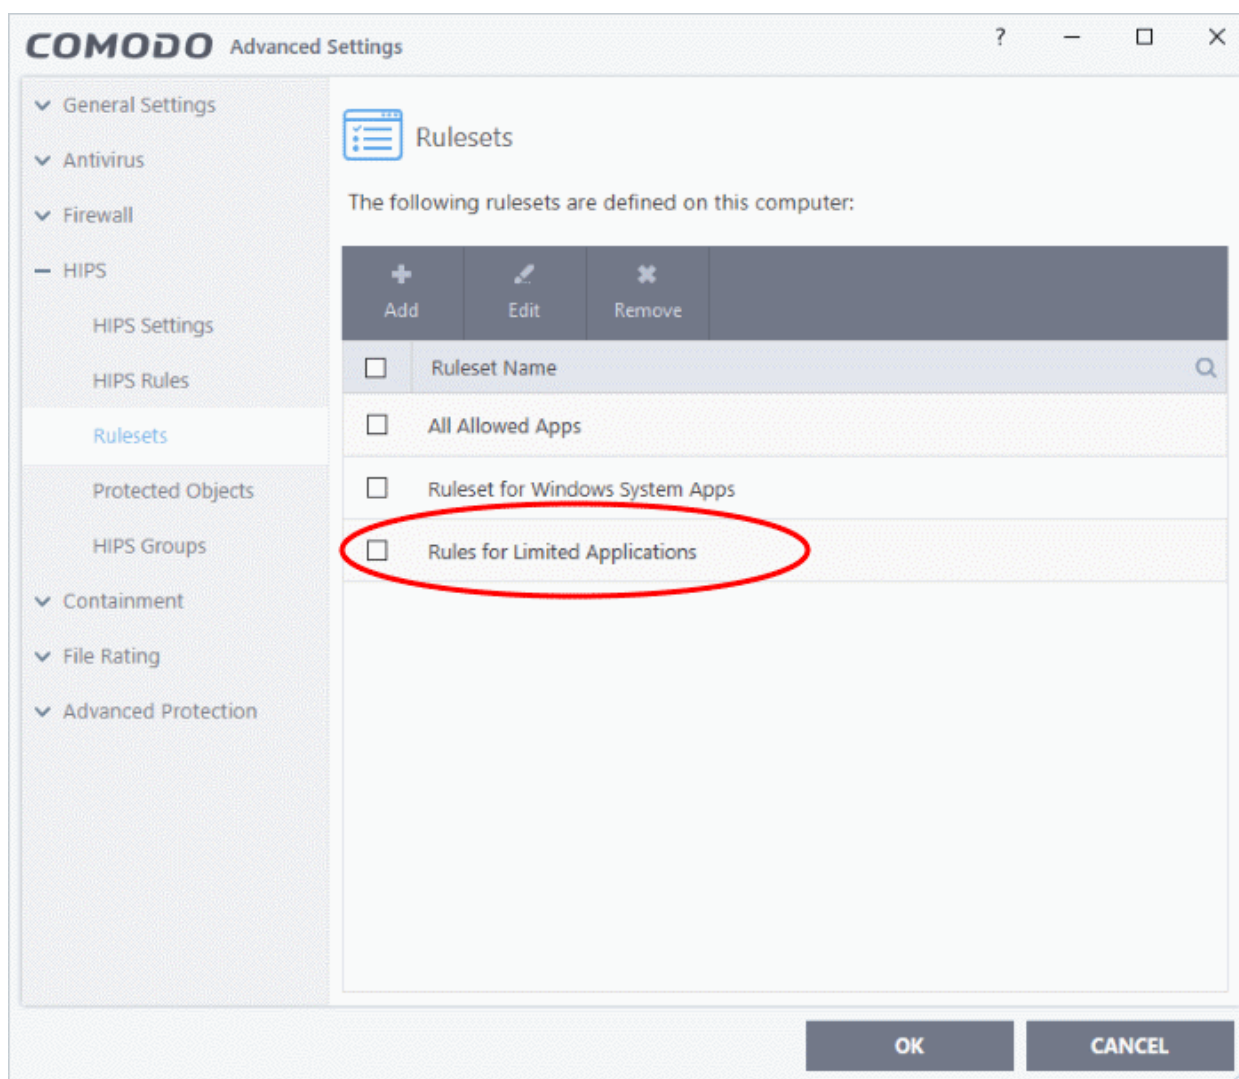 COMODO Advanced Settings ?
General Settings
Antivirus
Firewall
HIPS
HIPS Settings
HIPS Rules
Rulesets
Protected Objects
HIPS Groups
Containment
File Rating
Advanced Protection
Rulesets
The following rulesets are defined on this computer:
Add Edit Remove
Ruleset Name
All Allowed Apps
Ruleset for Windows System Apps
Rules for Limited Applications
OK CANCEL